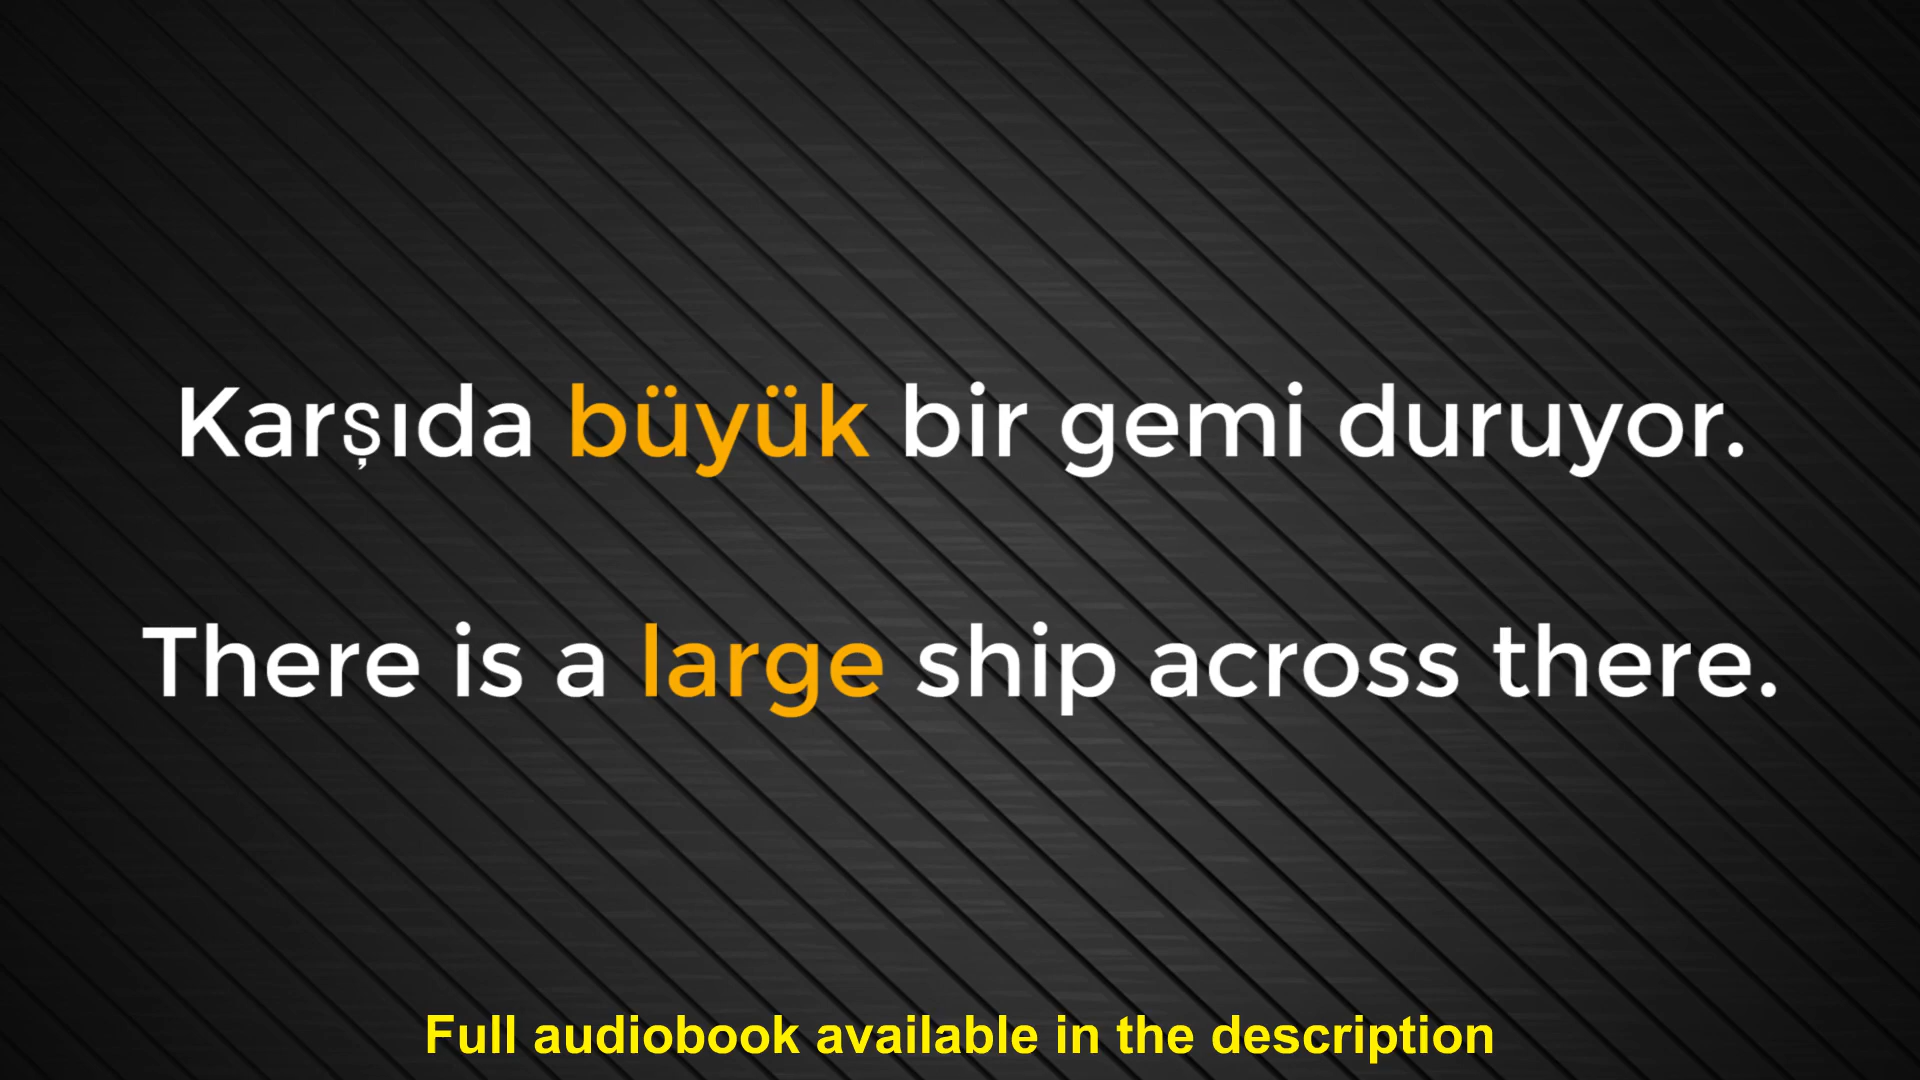 Karşıda büyük bir gemi duruyor.
There is a large ship across there.
Full audiobook available in the description